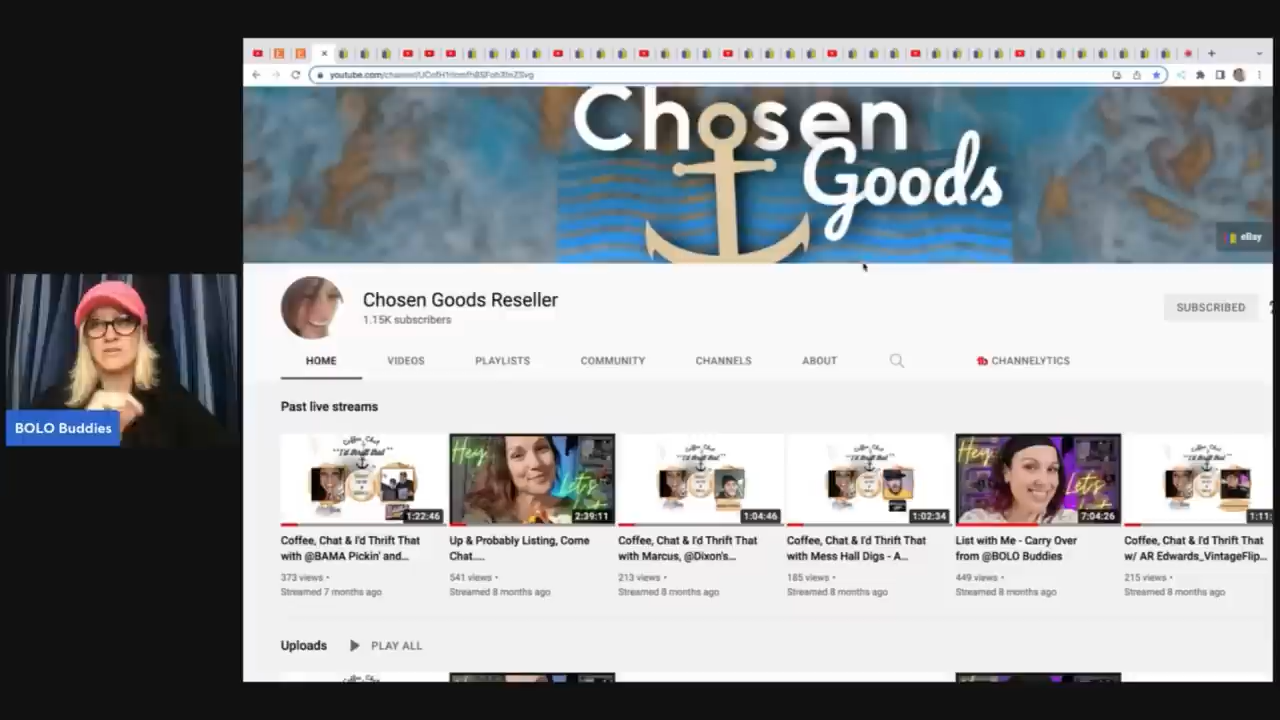 Chosen
Goods
eBay
Chosen Goods Reseller
1.15K subscribers
SUBSCRIBED
HOME
VIDEOS
PLAYLISTS
COMMUNITY
CHANNELS
ABOUT
CHANNELYTICS
Past live streams
Hey
Let's
Hey
Let's
1:22:46
2:39:11
1:04:46
1:02:34
7:04:26
1:11:
Coffee, Chat & I'd Thrift That
with @BAMA Pickin' and...
373 views •
Streamed 7 months ago
Up & Probably Listing, Come
Chat....
541 views •
Streamed 8 months ago
Coffee, Chat & I'd Thrift That
with Marcus, @Dixon's...
213 views •
Streamed 8 months ago
Coffee, Chat & I'd Thrift That
with Mess Hall Digs - A...
185 views •
Streamed 8 months ago
List with Me - Carry Over
from @BOLO Buddies
449 views •
Streamed 8 months ago
Coffee, Chat & I'd Thrift That
w/ AR Edwards_VintageFlip...
215 views •
Streamed 8 months ago
Uploads
PLAY ALL
BOLO Buddies